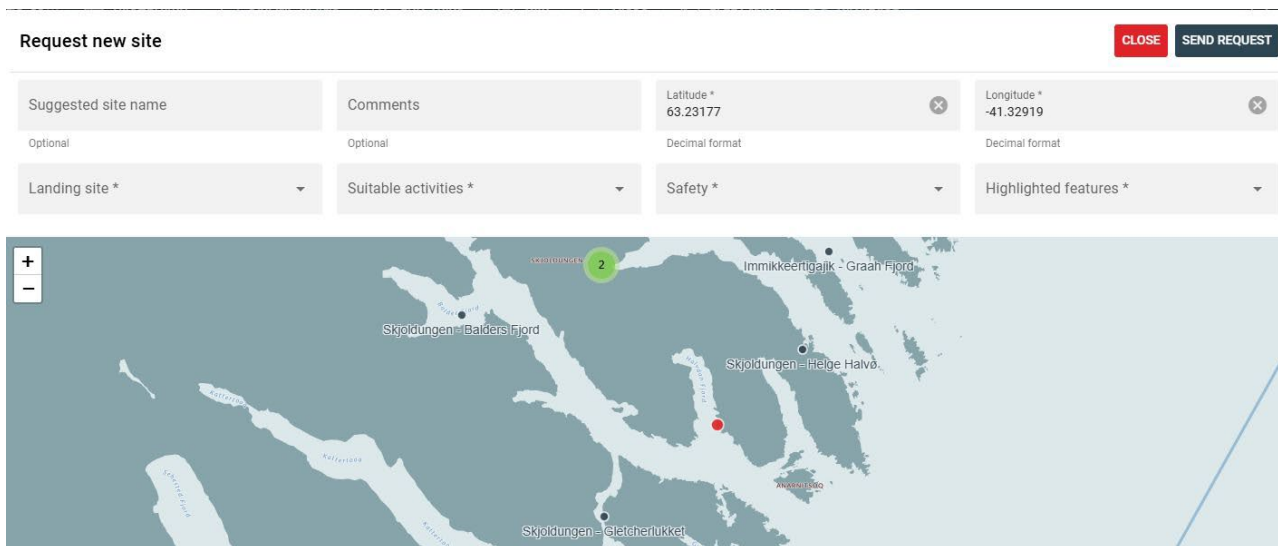 Request new site
CLOSE
SEND REQUEST
Suggested site name
Comments
Latitude *
63.23177
Longitude *
-41.32919
Optional
Optional
Decimal format
Decimal format
Landing site *
Suitable activities *
Safety *
Highlighted features *
+
−
2
Immikkeertigajik - Graah Fjord
Skjoldungen - Balders Fjord
Skjoldungen - Helge Halvø
Kattertooq
Kattertooq
Skjoldungen - Gletcherlukket